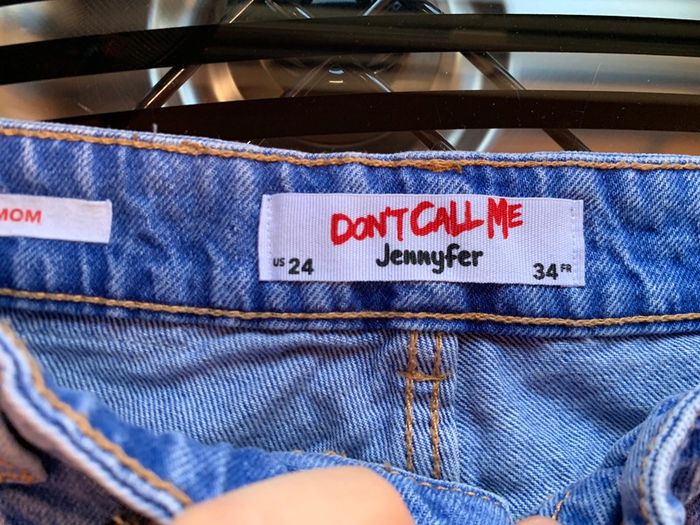 MOM
DON'T CALL ME
Jennyfer
US 24
34 FR